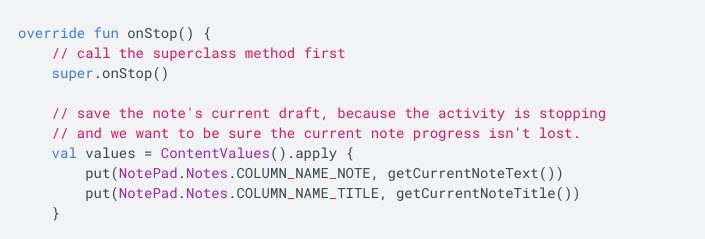 override fun onStop() {
    // call the superclass method first
    super.onStop()

    // save the note's current draft, because the activity is stopping
    // and we want to be sure the current note progress isn't lost.
    val values = ContentValues().apply {
        put(NotePad.Notes.COLUMN_NAME_NOTE, getCurrentNoteText())
        put(NotePad.Notes.COLUMN_NAME_TITLE, getCurrentNoteTitle())
    }